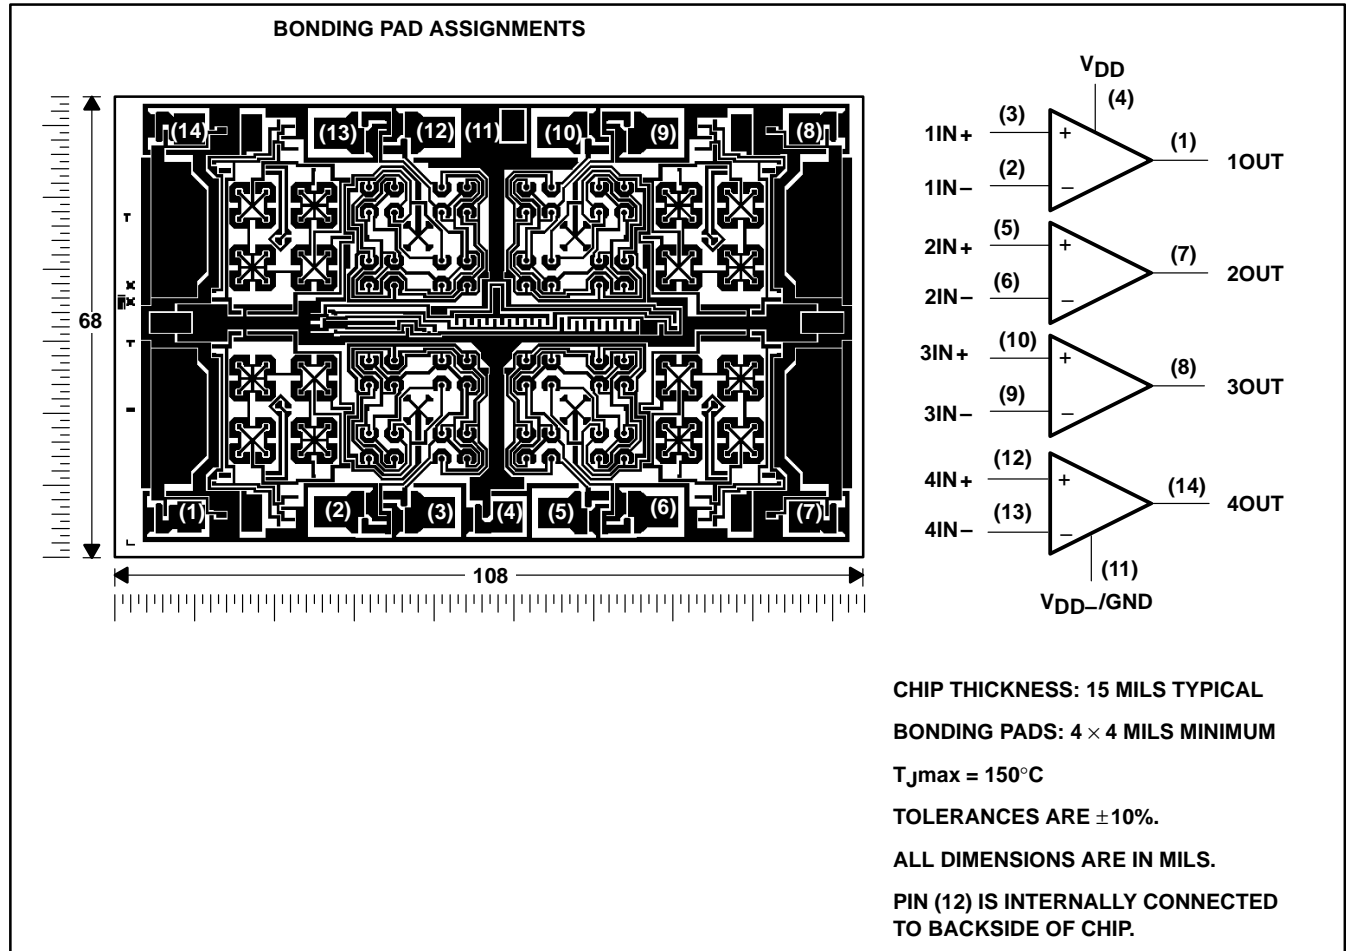 BONDING PAD ASSIGNMENTS
(14) (13) (12) (11) (10) (9) (8)
68
(1) (2) (3) (4) (5) (6) (7)
108
VDD
(4)
1IN+ (3) + (1) 1OUT
1IN− (2) −
2IN+ (5) + (7) 2OUT
2IN− (6) −
3IN+ (10) + (8) 3OUT
3IN− (9) −
4IN+ (12) + (14) 4OUT
4IN− (13) −
(11)
VDD−/GND
CHIP THICKNESS: 15 MILS TYPICAL
BONDING PADS: 4 × 4 MILS MINIMUM
TJmax = 150°C
TOLERANCES ARE ±10%.
ALL DIMENSIONS ARE IN MILS.
PIN (12) IS INTERNALLY CONNECTED
TO BACKSIDE OF CHIP.